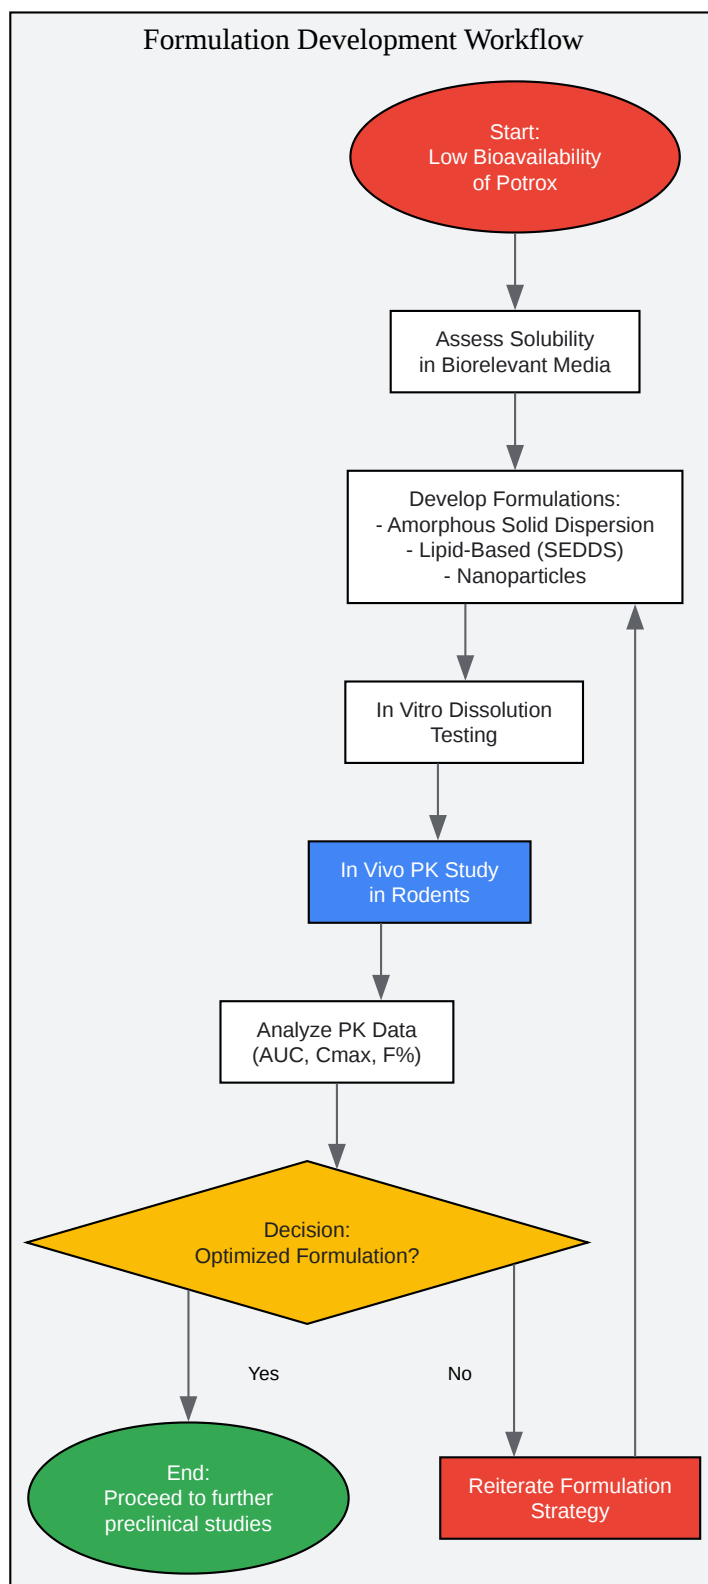 Formulation Development Workflow
Start:
Low Bioavailability
of Potrox
Assess Solubility
in Biorelevant Media
Develop Formulations:
- Amorphous Solid Dispersion
- Lipid-Based (SEDDS)
- Nanoparticles
In Vitro Dissolution
Testing
In Vivo PK Study
in Rodents
Analyze PK Data
(AUC, Cmax, F%)
Decision:
Optimized Formulation?
Yes
No
End:
Proceed to further
preclinical studies
Reiterate Formulation
Strategy